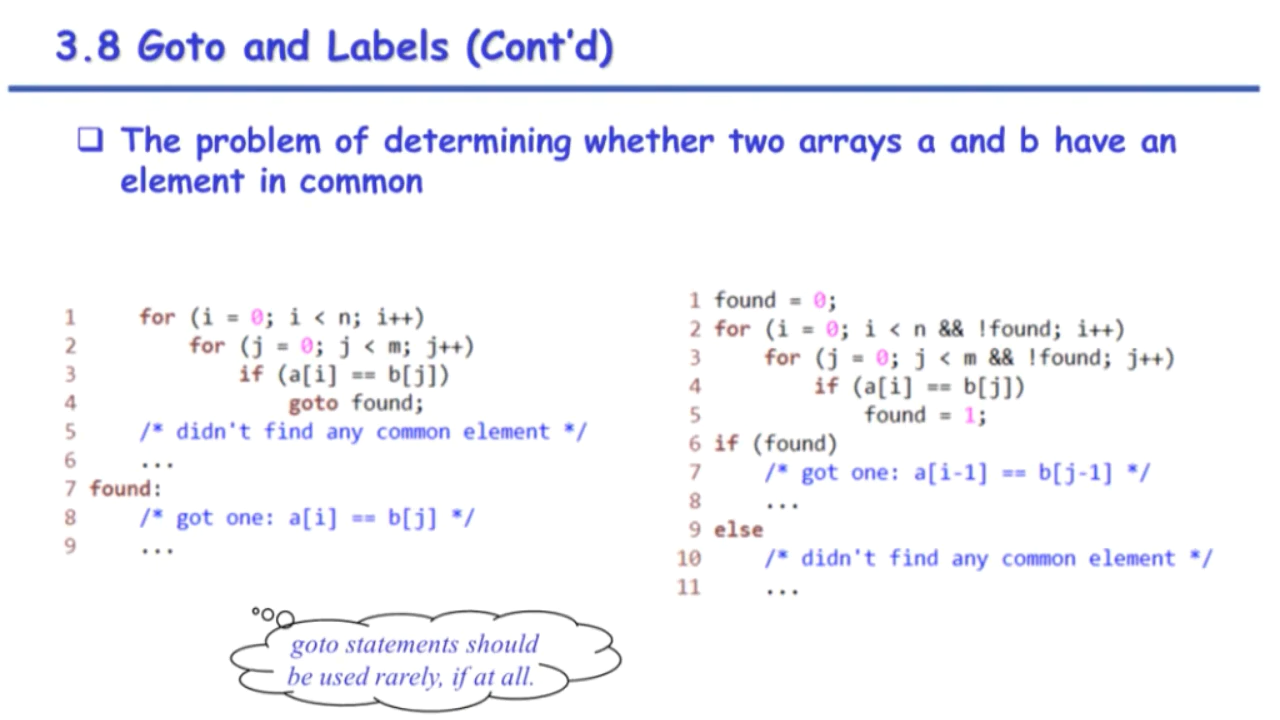 3.8 Goto and Labels (Cont'd)
❑ The problem of determining whether two arrays a and b have an
element in common
1 for (i = 0; i < n; i++)
2 for (j = 0; j < m; j++)
3 if (a[i] == b[j])
4 goto found;
5 /* didn't find any common element */
6 ...
7 found:
8 /* got one: a[i] == b[j] */
9 ...
1 found = 0;
2 for (i = 0; i < n && !found; i++)
3 for (j = 0; j < m && !found; j++)
4 if (a[i] == b[j])
5 found = 1;
6 if (found)
7 /* got one: a[i-1] == b[j-1] */
8 ...
9 else
10 /* didn't find any common element */
11 ...
goto statements should
be used rarely, if at all.